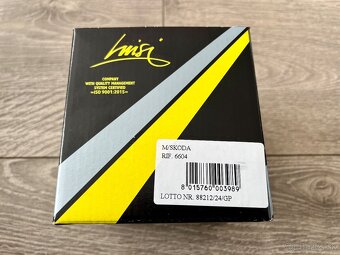 Luisi
COMPANY
WITH QUALITY MANAGEMENT
SYSTEM CERTIFIED
=ISO 9001:2015=
M/SKODA
RIF. 6604
8 015760 003989
LOTTO NR. 88212/24/GP